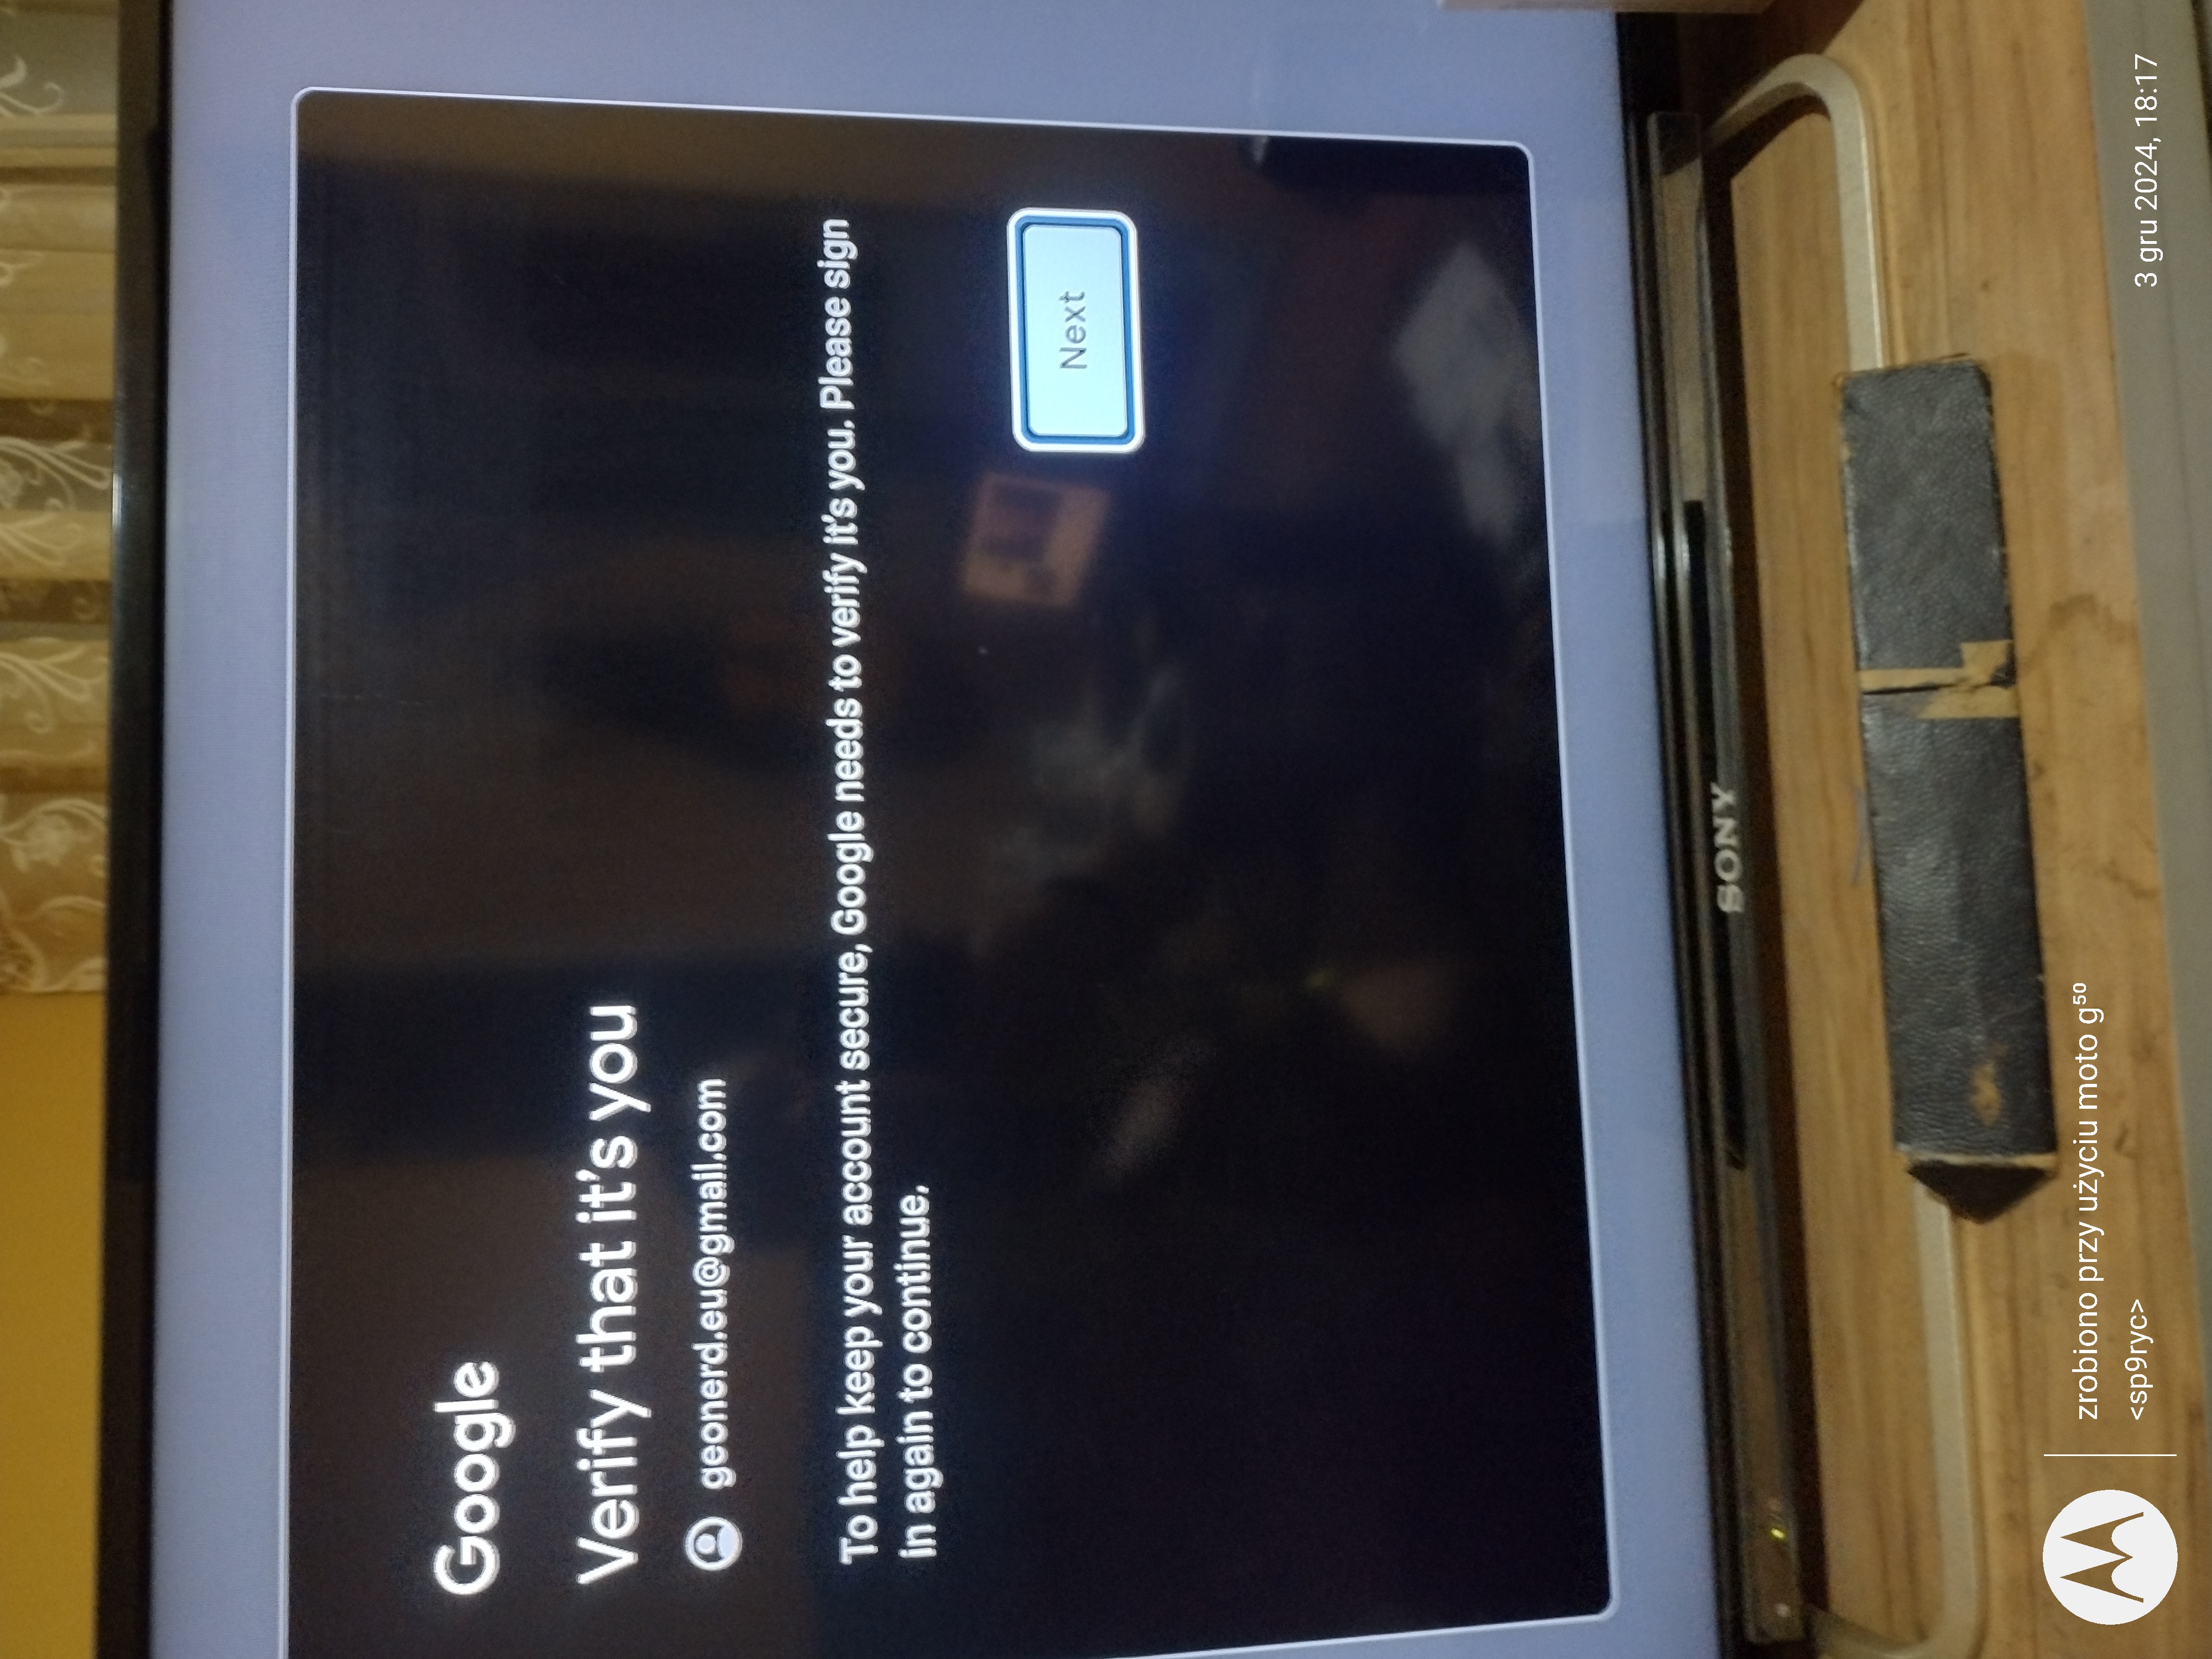 Google
Verify that it's you
geonerd.eu@gmail.com
To help keep your account secure, Google needs to verify it's you. Please sign
in again to continue.
Next
SONY
zrobiono przy użyciu moto g⁵⁰
<sp9ryc>
3 gru 2024, 18:17